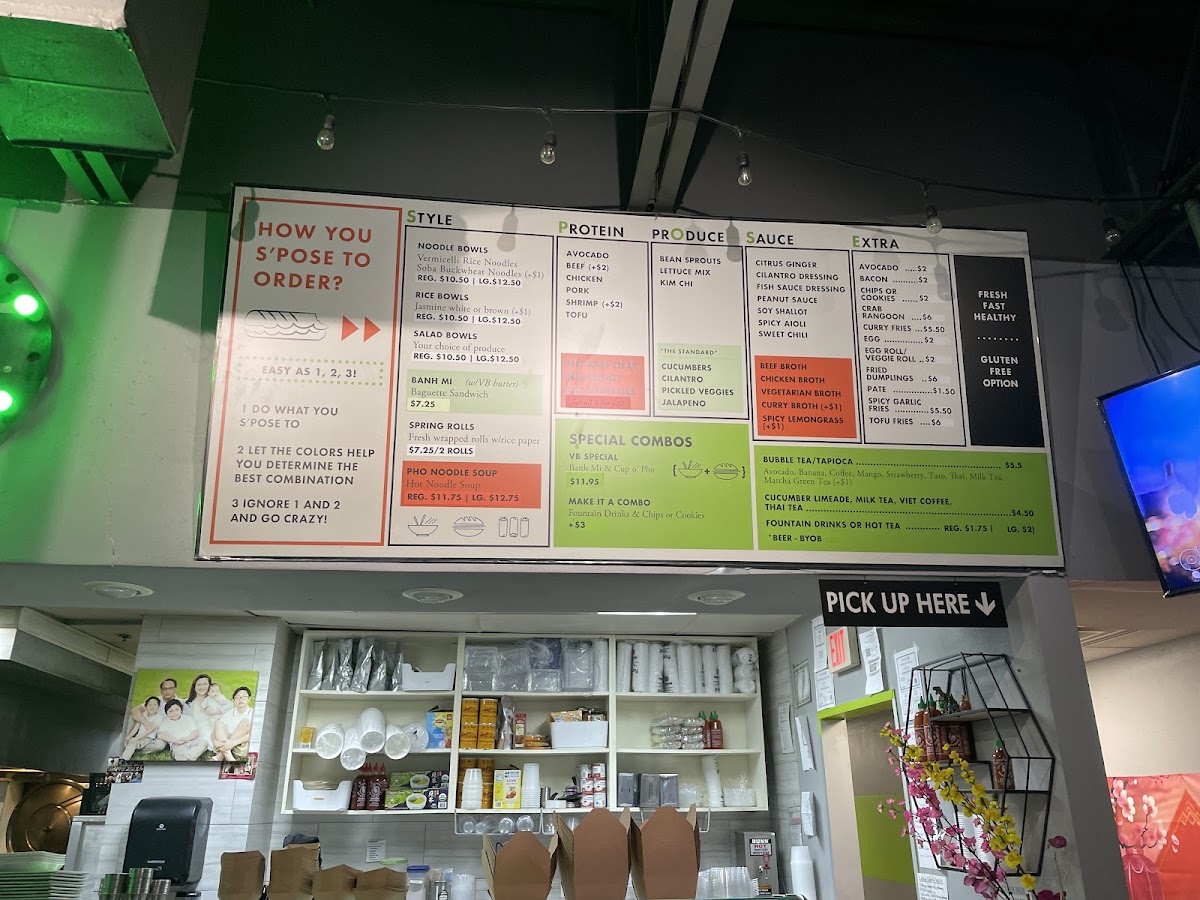 HOW YOU
S'POSE TO
ORDER?
EASY AS 1, 2, 3!
1 DO WHAT YOU
S'POSE TO
2 LET THE COLORS HELP
YOU DETERMINE THE
BEST COMBINATION
3 IGNORE 1 AND 2
AND GO CRAZY!
STYLE
NOODLE BOWLS
Vermicelli Rice Noodles
Soba Buckwheat Noodles (+$1)
REG. $10.50 | LG.$12.50
RICE BOWLS
Jasmine white or brown (+$1)
REG. $10.50 | LG.$12.50
SALAD BOWLS
Your choice of produce
REG. $10.50 | LG.$12.50
BANH MI (w/VB butter)
Baguette Sandwich
$7.25
SPRING ROLLS
Fresh wrapped rolls w/rice paper
$7.25/2 ROLLS
PHO NOODLE SOUP
Hot Noodle Soup
REG. $11.75 | LG. $12.75
PROTEIN
AVOCADO
BEEF (+$2)
CHICKEN
PORK
SHRIMP (+$2)
TOFU
PRODUCE
BEAN SPROUTS
LETTUCE MIX
KIM CHI
"THE STANDARD"
CUCUMBERS
CILANTRO
PICKLED VEGGIES
JALAPENO
SPECIAL COMBOS
VB SPECIAL
Banh Mi & Cup o' Pho
$11.95
MAKE IT A COMBO
Fountain Drinks & Chips or Cookies
+$3
SAUCE
CITRUS GINGER
CILANTRO DRESSING
FISH SAUCE DRESSING
PEANUT SAUCE
SOY SHALLOT
SPICY AIOLI
SWEET CHILI
BEEF BROTH
CHICKEN BROTH
VEGETARIAN BROTH
CURRY BROTH (+$1)
SPICY LEMONGRASS
(+$1)
EXTRA
AVOCADO .....$2
BACON .........$2
CHIPS OR
COOKIES ......$2
CRAB
RANGOON ....$6
CURRY FRIES ...$5.50
EGG ..............$2
EGG ROLL/
VEGGIE ROLL ..$2
FRIED
DUMPLINGS ..$6
PATE ............$1.50
SPICY GARLIC
FRIES ............$5.50
TOFU FRIES ....$6
FRESH
FAST
HEALTHY
GLUTEN
FREE
OPTION
BUBBLE TEA/TAPIOCA ........................................ $5.5
Avocado, Banana, Coffee, Mango, Strawberry, Taro, Thai, Milk Tea,
Matcha Green Tea (+$1)
CUCUMBER LIMEADE, MILK TEA, VIET COFFEE,
THAI TEA ........................................................$4.50
FOUNTAIN DRINKS OR HOT TEA ........... REG. $1.75 | LG. $2)
*BEER - BYOB
PICK UP HERE
EXIT
BUNN
HOT